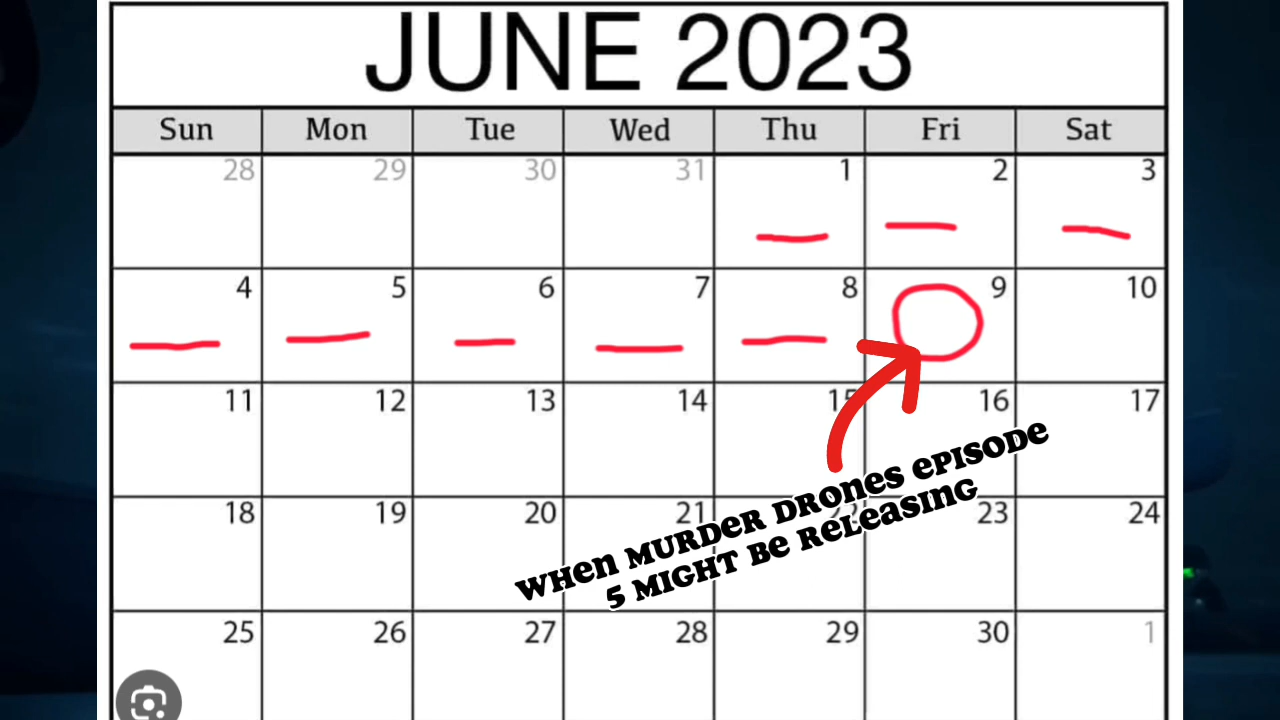 JUNE 2023
Sun Mon Tue Wed Thu Fri Sat
28 29 30 31 1 2 3
4 5 6 7 8 9 10
11 12 13 14 15 16 17
18 19 20 21 22 23 24
25 26 27 28 29 30 1
WHen MURDeR DROnes ePISODe
5 MIGHT Be ReLeasInG